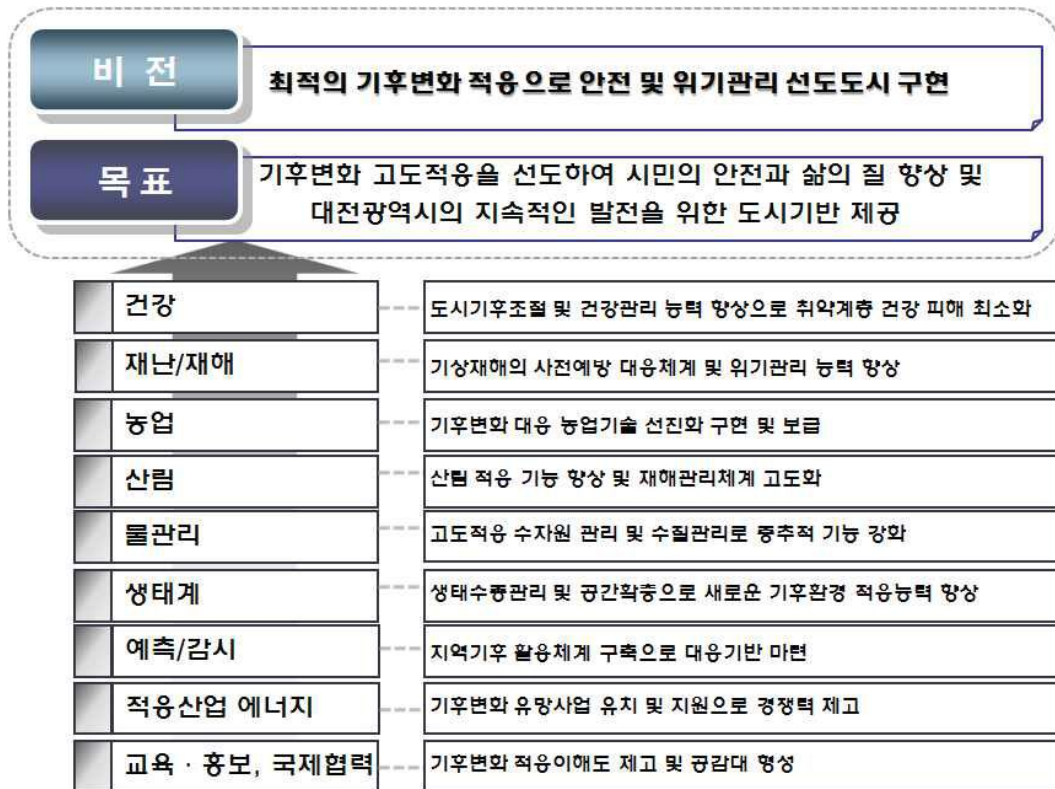 비 전
최적의 기후변화 적응으로 안전 및 위기관리 선도도시 구현
목 표
기후변화 고도적응을 선도하여 시민의 안전과 삶의 질 향상 및
대전광역시의 지속적인 발전을 위한 도시기반 제공
건강
도시기후조절 및 건강관리 능력 향상으로 취약계층 건강 피해 최소화
재난/재해
기상재해의 사전예방 대응체계 및 위기관리 능력 향상
농업
기후변화 대응 농업기술 선진화 구현 및 보급
산림
산림 적응 기능 향상 및 재해관리체계 고도화
물관리
고도적응 수자원 관리 및 수질관리로 중추적 기능 강화
생태계
생태수종관리 및 공간확충으로 새로운 기후환경 적응능력 향상
예측/감시
지역기후 활용체계 구축으로 대응기반 마련
적응산업 에너지
기후변화 유망사업 유치 및 지원으로 경쟁력 제고
교육 · 홍보, 국제협력
기후변화 적응이해도 제고 및 공감대 형성